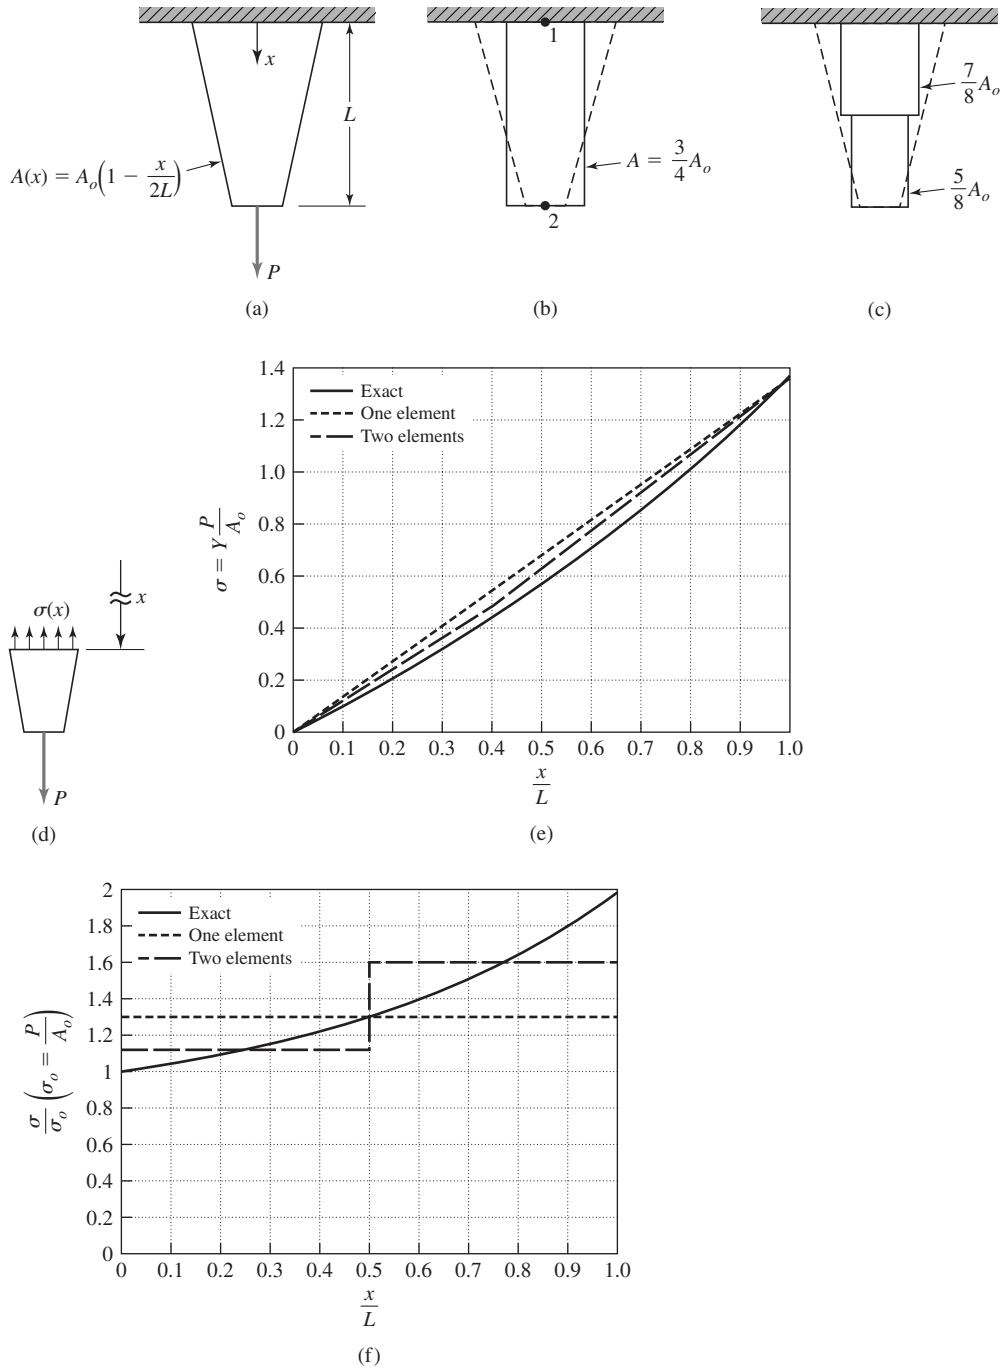 x
L
A(x) = A_o(1 − x/2L)
P
(a)
1
A = 3/4 A_o
2
(b)
7/8 A_o
5/8 A_o
(c)
σ(x)
x
P
(d)
1.4
1.2
1.0
0.8
0.6
0.4
0.2
0
Exact
One element
Two elements
σ = Y P/A_o
0 0.1 0.2 0.3 0.4 0.5 0.6 0.7 0.8 0.9 1.0
x/L
(e)
2
1.8
1.6
1.4
1.2
1
0.8
0.6
0.4
0.2
0
Exact
One element
Two elements
σ/σ_o (σ_o = P/A_o)
0 0.1 0.2 0.3 0.4 0.5 0.6 0.7 0.8 0.9 1.0
x/L
(f)